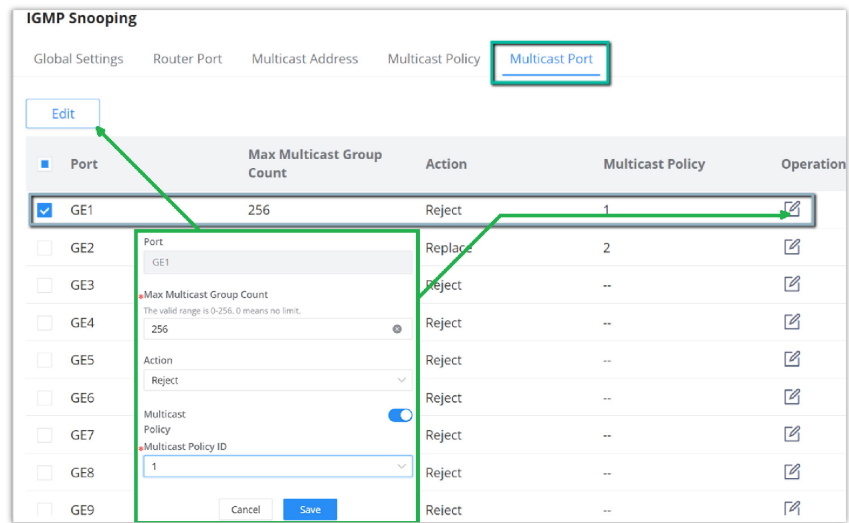 IGMP Snooping
Global Settings Router Port Multicast Address Multicast Policy Multicast Port
Edit
Port Max Multicast Group Count Action Multicast Policy Operation
GE1 256 Reject 1
GE2 Replace 2
GE3 Reject --
GE4 Reject --
GE5 Reject --
GE6 Reject --
GE7 Reject --
GE8 Reject --
GE9 Reject --
Port
GE1
*Max Multicast Group Count
The valid range is 0-256. 0 means no limit.
256
Action
Reject
Multicast
Policy
*Multicast Policy ID
1
Cancel Save